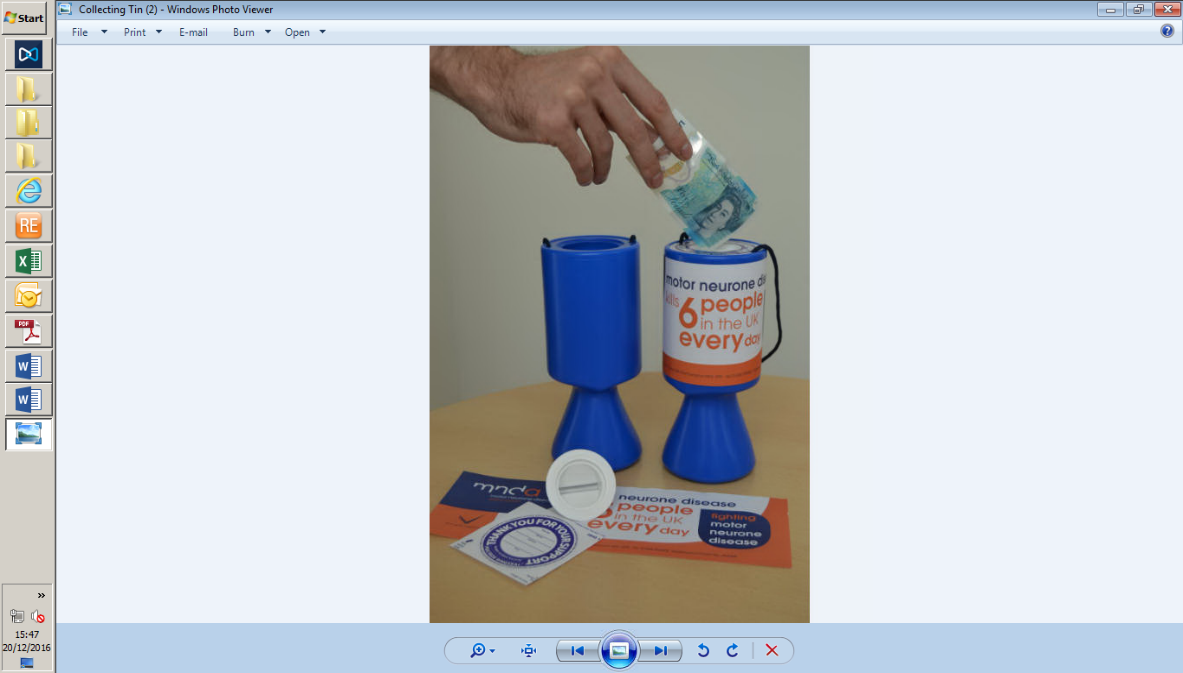 Start
Collecting Tin (2) - Windows Photo Viewer
File
Print
E-mail
Burn
Open
RE
PDF
»
15:47
20/12/2016
motor neurone di
kills
6 people
in the UK
every day
mnda
neurone disease
people
in the UK
every day
fighting
motor
neurone
disease
THANK YOU FOR YOUR SUPPORT